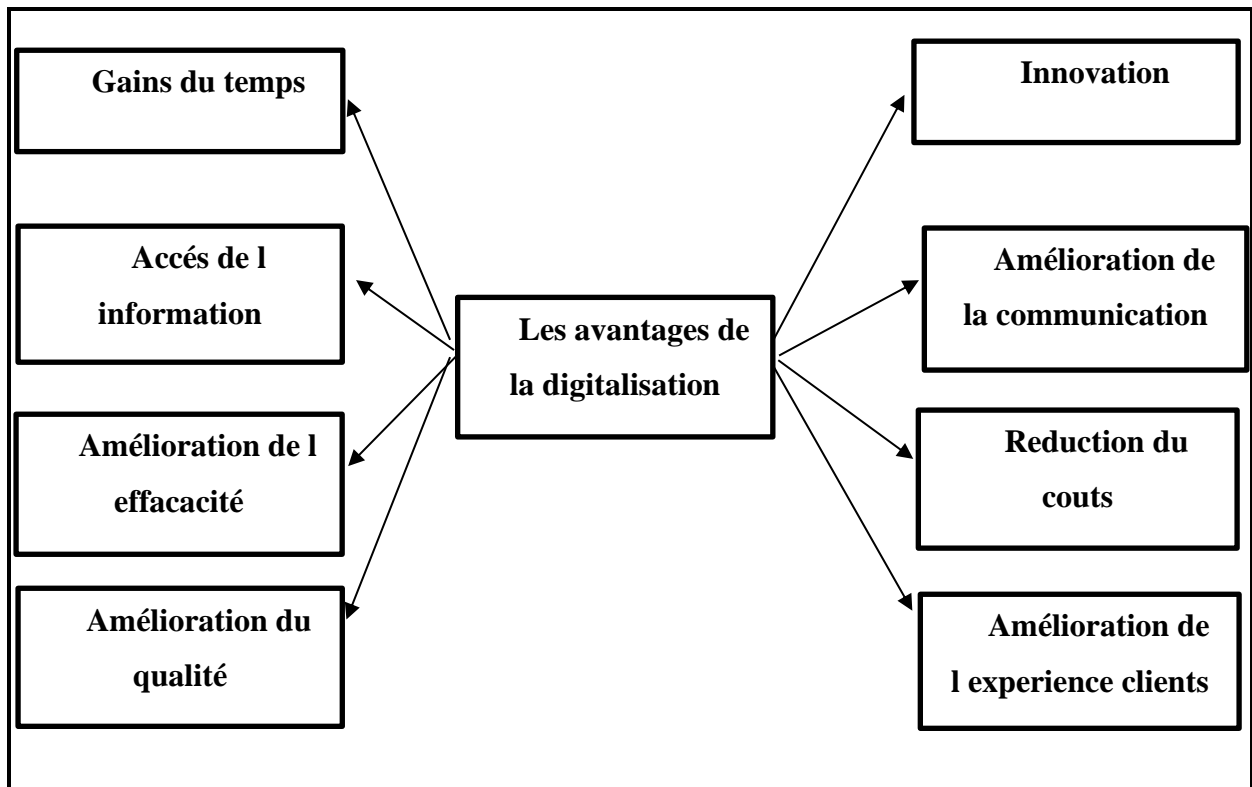 Gains du temps
Accés de l
information
Amélioration de l
effacacité
Amélioration du
qualité
Les avantages de
la digitalisation
Innovation
Amélioration de
la communication
Reduction du
couts
Amélioration de
l experience clients